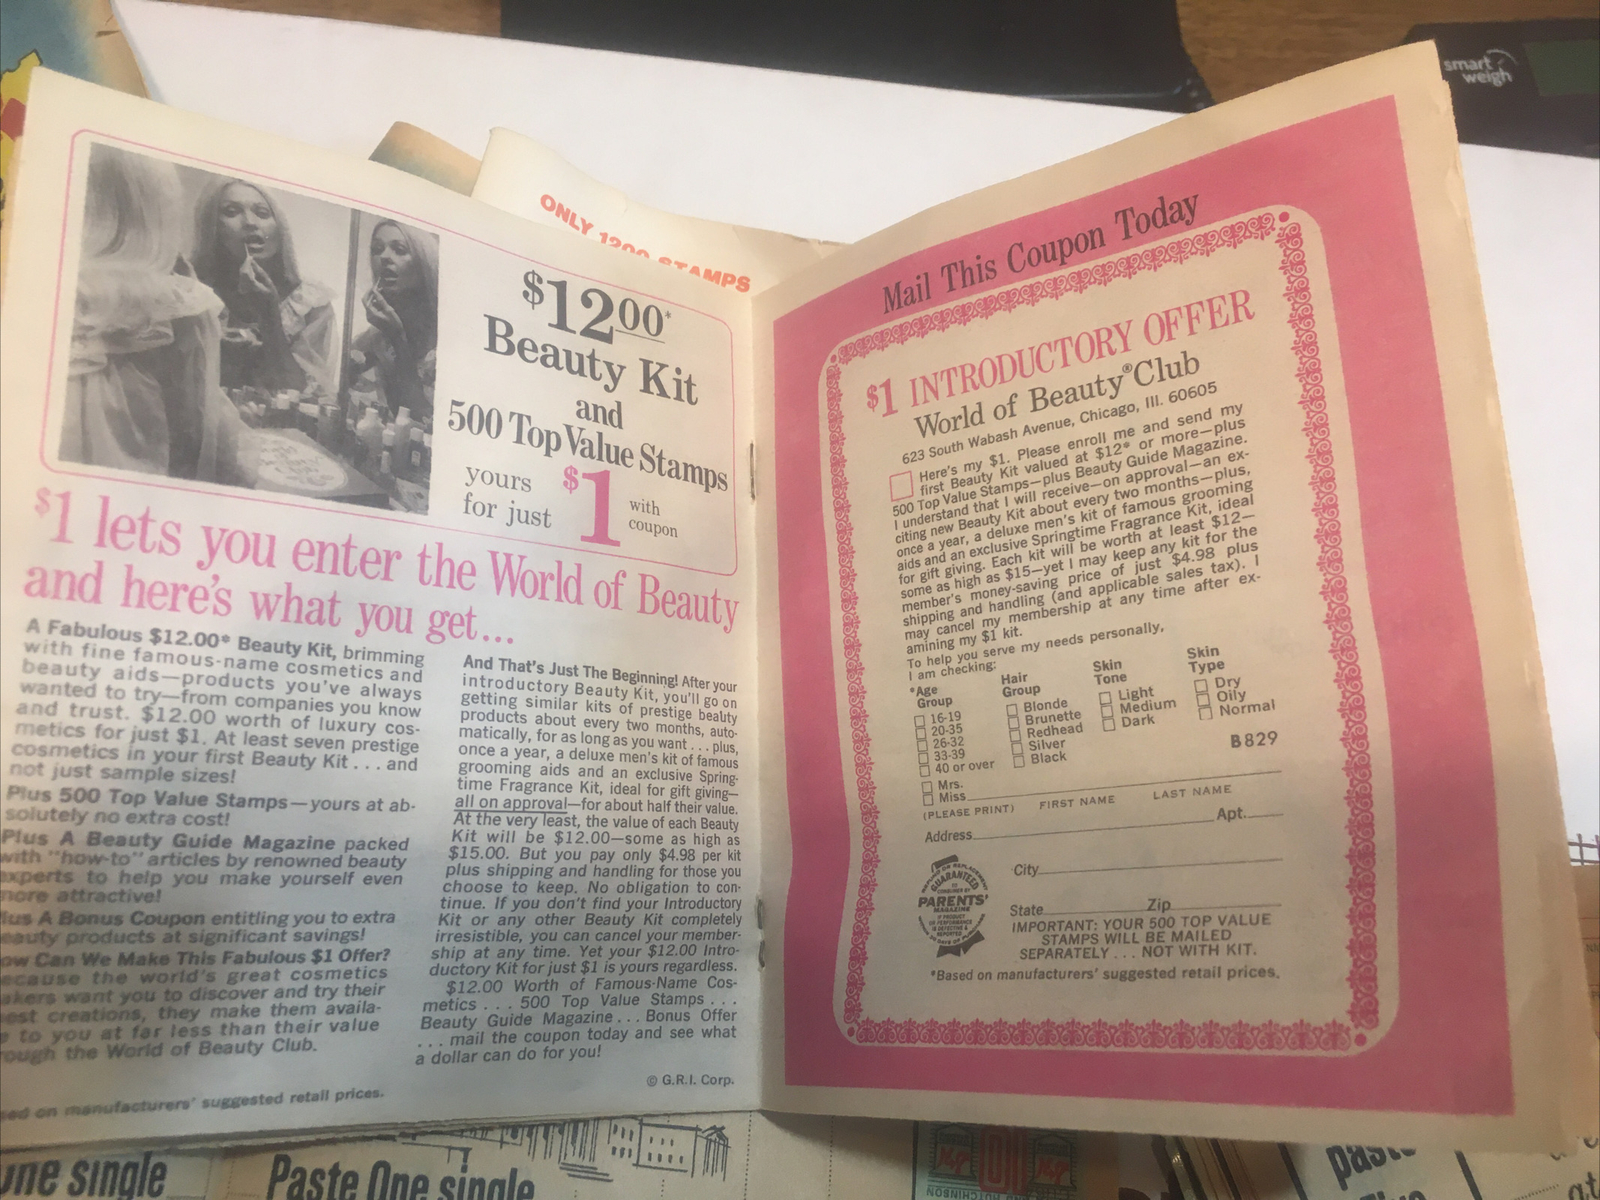 smart
weigh
ONLY 1200 STAMPS
$12.00*
Beauty Kit
and
500 Top Value Stamps
yours
for just
$1
with
coupon
$1 lets you enter the World of Beauty
and here's what you get...
A Fabulous $12.00* Beauty Kit, brimming
with fine famous-name cosmetics and
beauty aids—products you've always
wanted to try—from companies you know
and trust. $12.00 worth of luxury cos-
metics for just $1. At least seven prestige
cosmetics in your first Beauty Kit . . . and
not just sample sizes!
Plus 500 Top Value Stamps—yours at ab-
solutely no extra cost!
Plus A Beauty Guide Magazine packed
with "how-to" articles by renowned beauty
experts to help you make yourself even
more attractive!
lus A Bonus Coupon entitling you to extra
eauty products at significant savings!
ow Can We Make This Fabulous $1 Offer?
ecause the world's great cosmetics
akers want you to discover and try their
est creations, they make them availa-
e to you at far less than their value
rough the World of Beauty Club.
sed on manufacturers' suggested retail prices.
And That's Just The Beginning! After your
introductory Beauty Kit, you'll go on
getting similar kits of prestige beauty
products about every two months, auto-
matically, for as long as you want . . . plus,
once a year, a deluxe men's kit of famous
grooming aids and an exclusive Spring-
time Fragrance Kit, ideal for gift giving—
all on approval—for about half their value.
At the very least, the value of each Beauty
Kit will be $12.00—some as high as
$15.00. But you pay only $4.98 per kit
plus shipping and handling for those you
choose to keep. No obligation to con-
tinue. If you don't find your Introductory
Kit or any other Beauty Kit completely
irresistible, you can cancel your member-
ship at any time. Yet your $12.00 Intro-
ductory Kit for just $1 is yours regardless.
$12.00 Worth of Famous-Name Cos-
metics . . . 500 Top Value Stamps . . .
Beauty Guide Magazine . . . Bonus Offer
. . . mail the coupon today and see what
a dollar can do for you!
© G.R.I. Corp.
Mail This Coupon Today
$1 INTRODUCTORY OFFER
World of Beauty® Club
623 South Wabash Avenue, Chicago, Ill. 60605
Here's my $1. Please enroll me and send my
first Beauty Kit valued at $12* or more—plus
500 Top Value Stamps—plus Beauty Guide Magazine.
I understand that I will receive—on approval—an ex-
citing new Beauty Kit about every two months—plus,
once a year, a deluxe men's kit of famous grooming
aids and an exclusive Springtime Fragrance Kit, ideal
for gift giving. Each kit will be worth at least $12—
some as high as $15—yet I may keep any kit for the
member's money-saving price of just $4.98 plus
shipping and handling (and applicable sales tax). I
may cancel my membership at any time after ex-
amining my $1 kit.
To help you serve my needs personally,
I am checking:
*Age
Group
16-19
20-35
26-32
33-39
40 or over
Hair
Group
Blonde
Brunette
Redhead
Silver
Black
Skin
Tone
Light
Medium
Dark
Skin
Type
Dry
Oily
Normal
B829
Mrs.
Miss
(PLEASE PRINT) FIRST NAME LAST NAME
Address Apt.
City
State Zip
GUARANTEED
PARENTS'
MAGAZINE
IMPORTANT: YOUR 500 TOP VALUE
STAMPS WILL BE MAILED
SEPARATELY . . . NOT WITH KIT.
*Based on manufacturers' suggested retail prices.
one single
Paste One single
paste